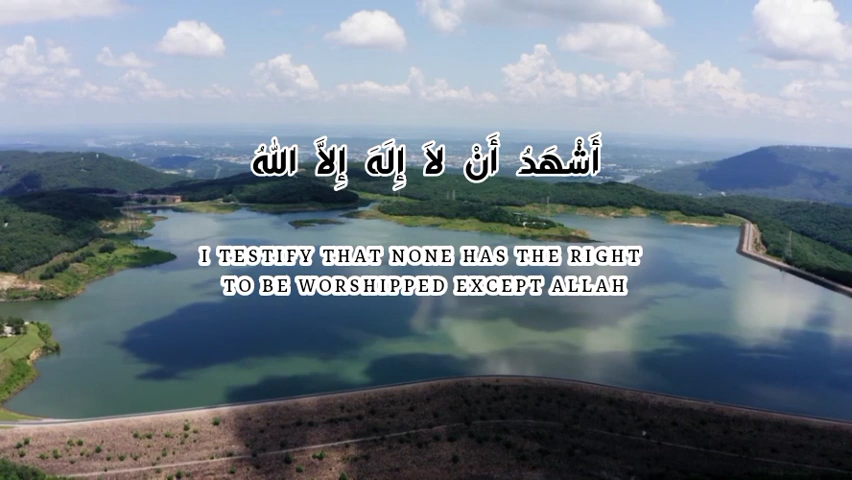 أَشْهَدُ أَنْ لاَ إِلَهَ إِلاَّ اللهُ
I TESTIFY THAT NONE HAS THE RIGHT
TO BE WORSHIPPED EXCEPT ALLAH